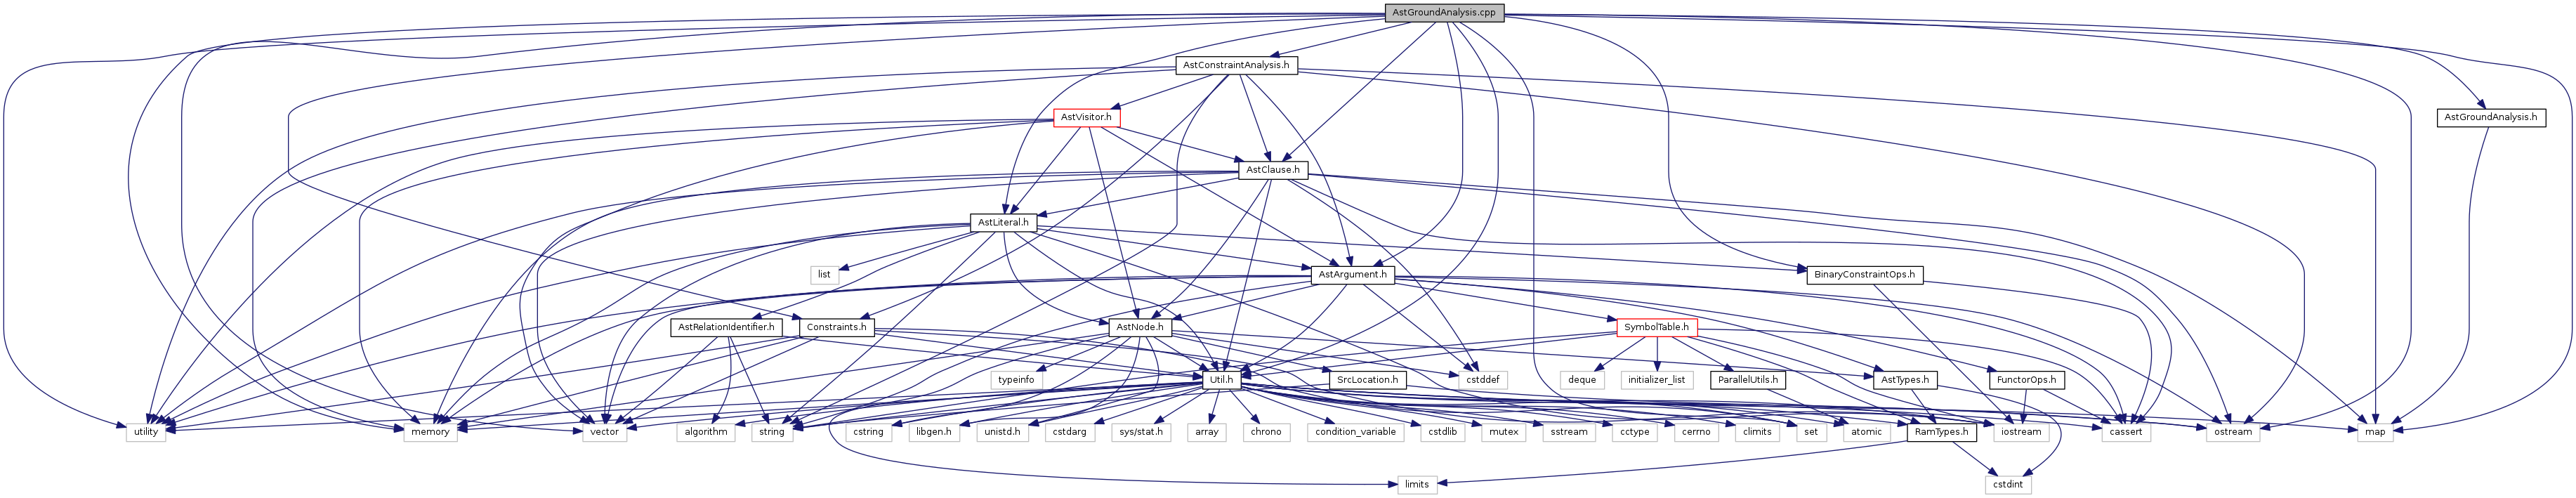 AstGroundAnalysis.cpp
AstConstraintAnalysis.h
AstVisitor.h
AstGroundAnalysis.h
AstClause.h
AstLiteral.h
list
AstArgument.h
BinaryConstraintOps.h
AstRelationIdentifier.h
Constraints.h
AstNode.h
SymbolTable.h
typeinfo
Util.h
SrcLocation.h
cstddef
deque
initializer_list
ParallelUtils.h
AstTypes.h
FunctorOps.h
utility
memory
vector
algorithm
string
cstring
libgen.h
unistd.h
cstdarg
sys/stat.h
array
chrono
condition_variable
cstdlib
mutex
sstream
cctype
cerrno
climits
set
atomic
RamTypes.h
iostream
cassert
ostream
map
limits
cstdint